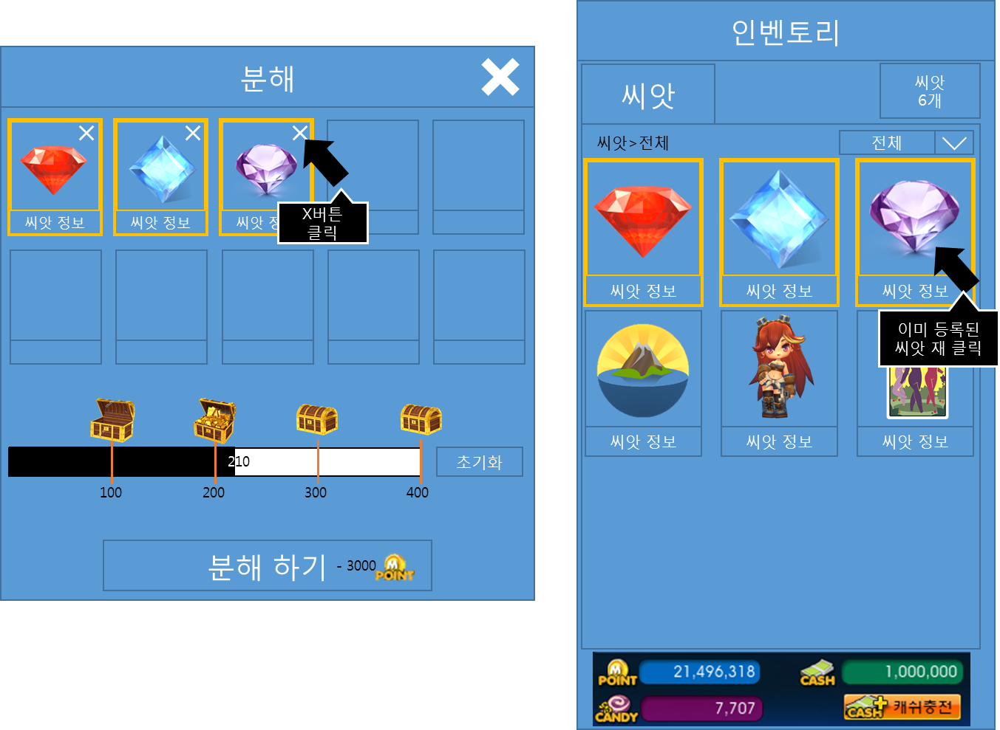 분해
씨앗 정보
씨앗 정보
씨앗 정
X버튼
클릭
210
100
200
300
400
초기화
분해 하기
- 3000
M
POINT
인벤토리
씨앗
씨앗
6개
씨앗>전체
전체
씨앗 정보
씨앗 정보
씨앗 정보
이미 등록된
씨앗 재 클릭
씨앗 정보
씨앗 정보
씨앗 정보
M
POINT
21,496,318
CASH
1,000,000
CANDY
7,707
CASH
캐쉬충전